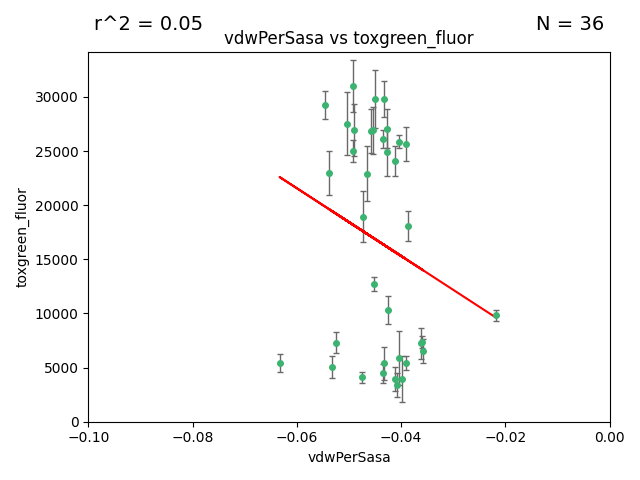 r^2 = 0.05
N = 36
vdwPerSasa vs toxgreen_fluor
toxgreen_fluor
30000
25000
20000
15000
10000
5000
0
−0.10
−0.08
−0.06
−0.04
−0.02
0.00
vdwPerSasa